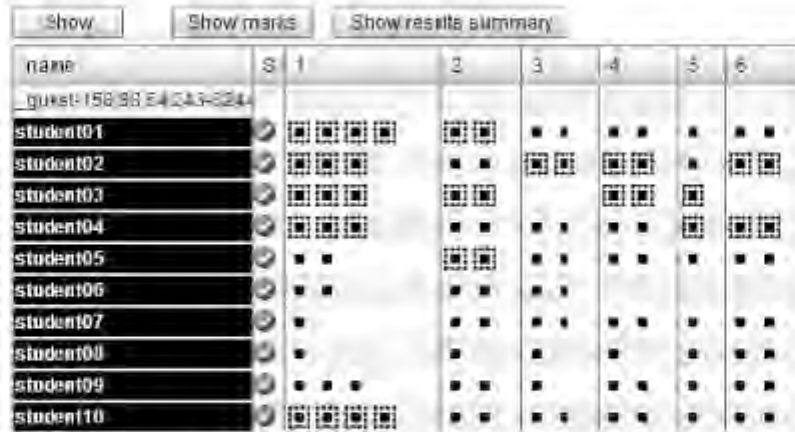 Show Show marks Show results summary
name S 1 2 3 4 5 6
student01
student02
student03
student04
student05
student06
student07
student08
student09
student10